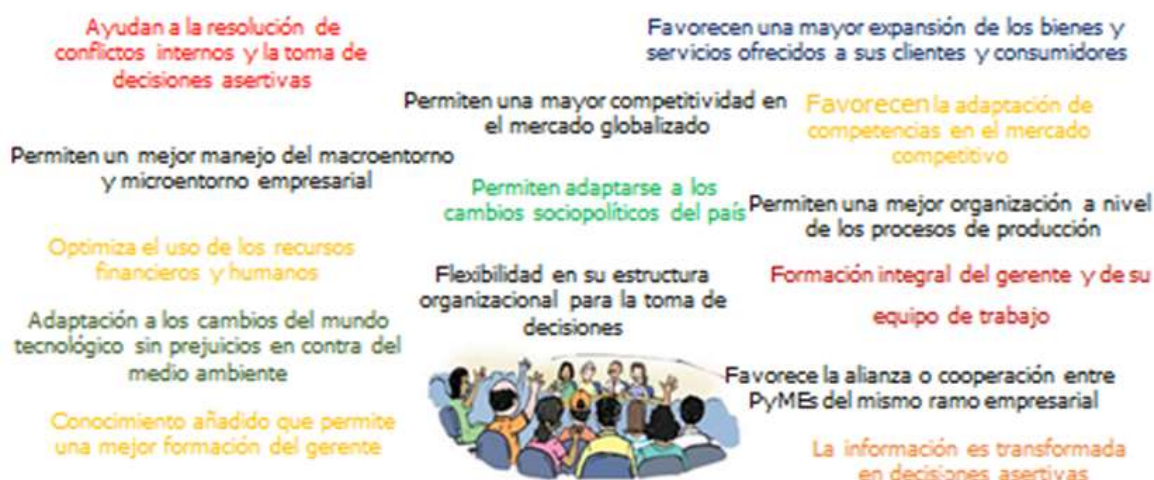 Ayudan a la resolución de
conflictos internos y la toma de
decisiones asertivas
Favorecen una mayor expansión de los bienes y
servicios ofrecidos a sus clientes y consumidores
Permiten una mayor competitividad en
el mercado globalizado
Favorecen la adaptación de
competencias en el mercado
competitivo
Permiten un mejor manejo del macroentorno
y microentorno empresarial
Permiten adaptarse a los
cambios sociopolíticos del país
Permiten una mejor organización a nivel
de los procesos de producción
Optimiza el uso de los recursos
financieros y humanos
Flexibilidad en su estructura
organizacional para la toma de
decisiones
Formación integral del gerente y de su
equipo de trabajo
Adaptación a los cambios del mundo
tecnológico sin prejuicios en contra del
medio ambiente
Favorece la alianza o cooperación entre
PyMEs del mismo ramo empresarial
Conocimiento añadido que permite
una mejor formación del gerente
La información es transformada
en decisiones asertivas